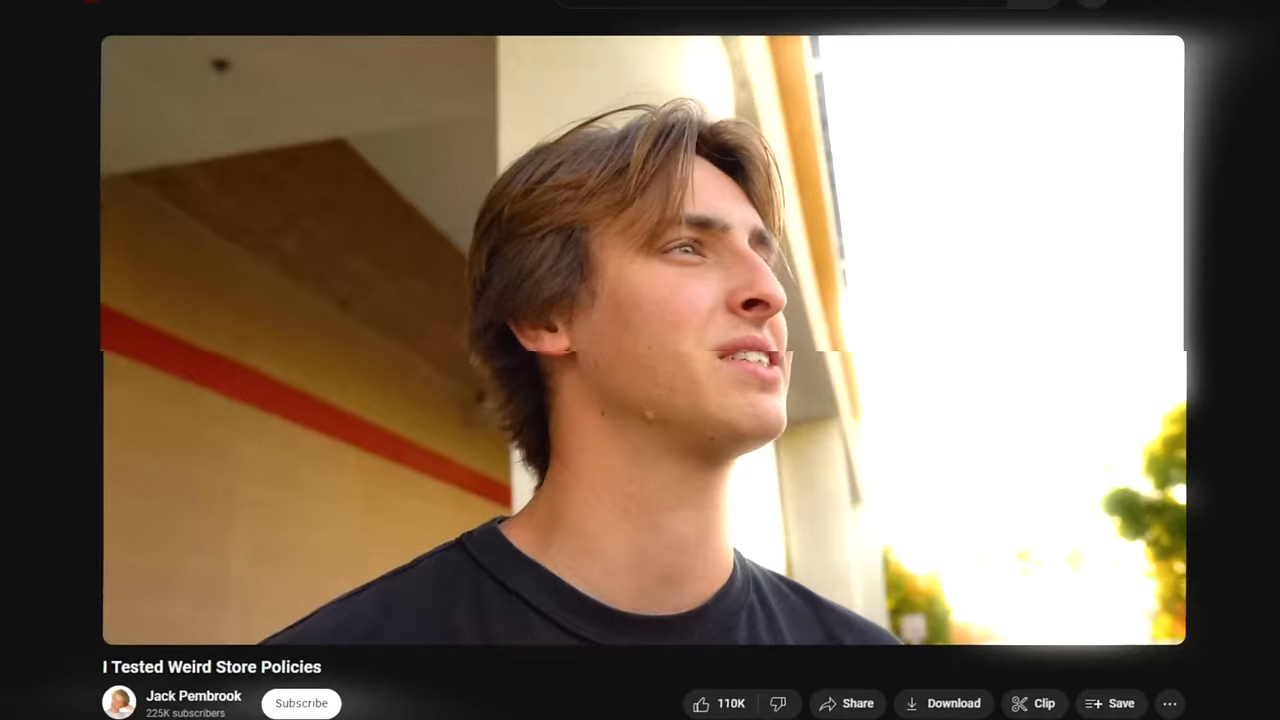 I Tested Weird Store Policies
Jack Pembrook
225K subscribers
Subscribe
110K
Share
Download
Clip
Save